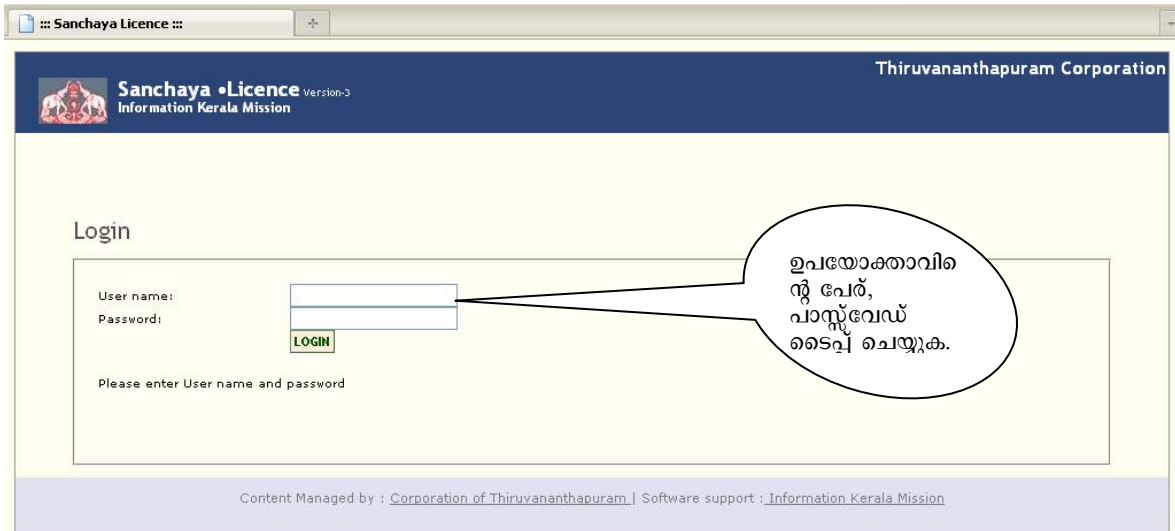 ::: Sanchaya Licence :::
Thiruvananthapuram Corporation
Sanchaya •Licence Version-3
Information Kerala Mission
Login
ഉപയോക്താവി
ന്റെ പേര്,
പാസ്സ്‌വേഡ്
ടൈപ്പ് ചെയ്യുക.
User name:
Password:
LOGIN
Please enter User name and password
Content Managed by : Corporation of Thiruvananthapuram | Software support : Information Kerala Mission